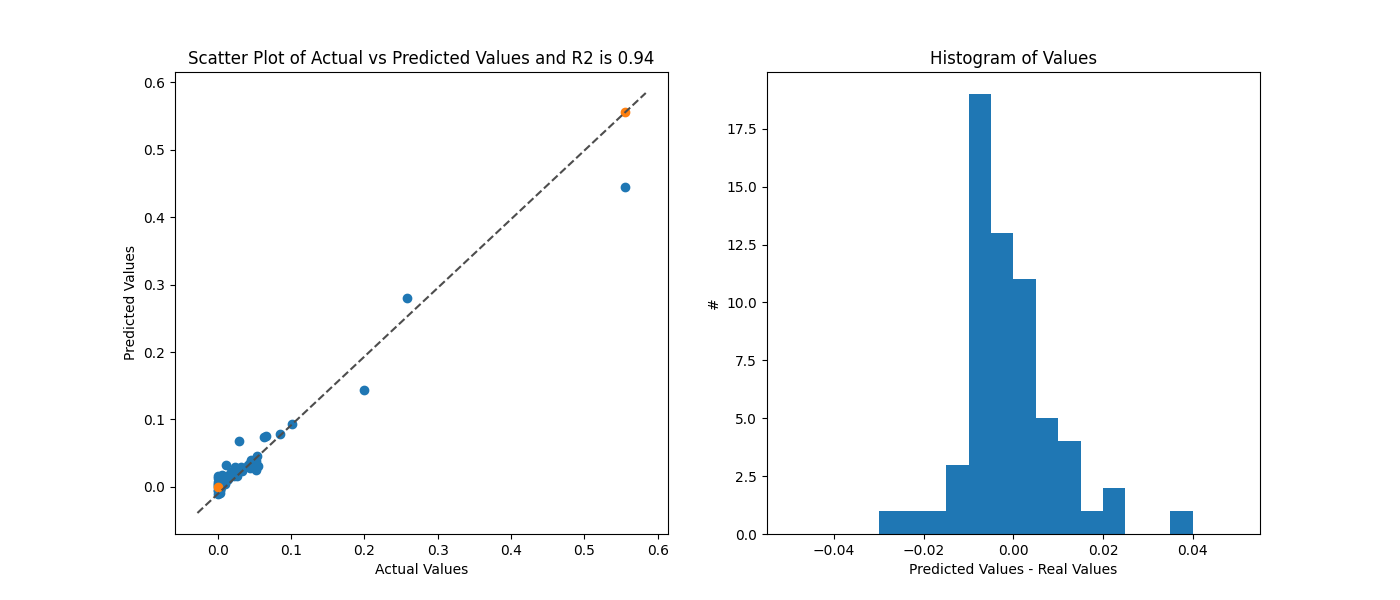 Scatter Plot of Actual vs Predicted Values and R2 is 0.94
0.6
0.5
0.4
0.3
0.2
0.1
0.0
Predicted Values
0.0 0.1 0.2 0.3 0.4 0.5 0.6
Actual Values
Histogram of Values
17.5
15.0
12.5
10.0
7.5
5.0
2.5
0.0
#
−0.04 −0.02 0.00 0.02 0.04
Predicted Values - Real Values